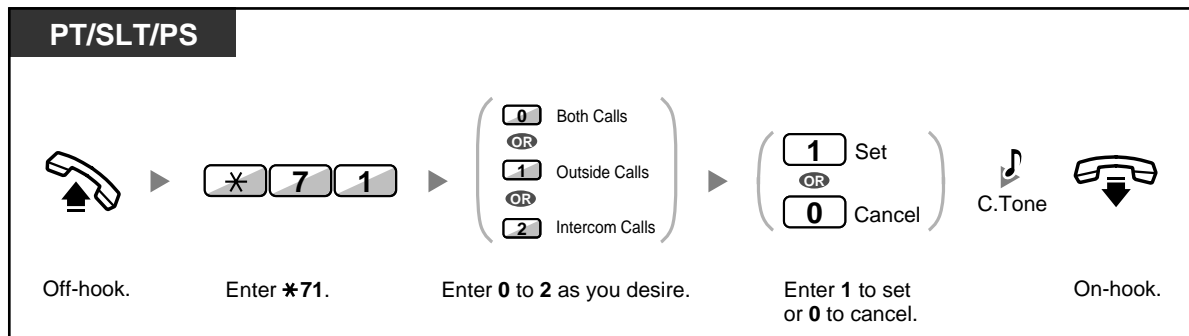 PT/SLT/PS
0 Both Calls
OR
1 Outside Calls
OR
2 Intercom Calls
1 Set
OR
0 Cancel
* 7 1
C.Tone
Off-hook.
Enter *71.
Enter 0 to 2 as you desire.
Enter 1 to set
or 0 to cancel.
On-hook.